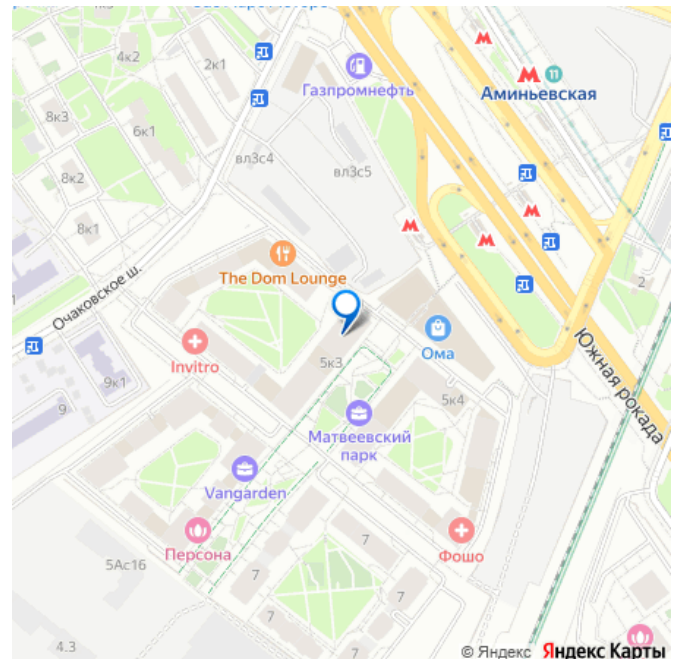 4к2
2к1
Газпромнефть
11
Аминьевская
8к3
6к1
вл3с4
вл3с5
8к2
8к1
The Dom Lounge
2
Очаковское ш.
Invitro
5к3
Ома
9к1
9
5к4
Южная рокада
Матвеевский
парк
Vangarden
Персона
Фошо
7
7
5Ас16
7
7
7
4.3
© Яндекс Яндекс Карты